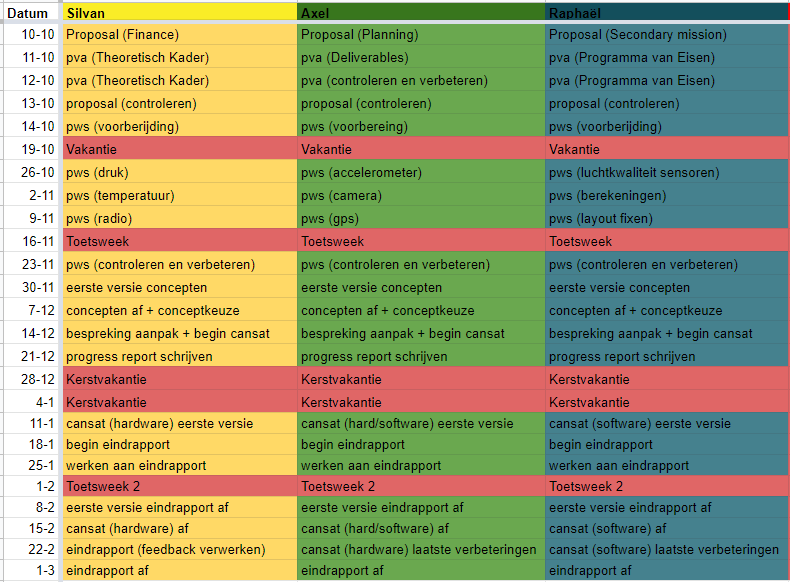 Datum Silvan Axel Raphaël
10-10 Proposal (Finance) Proposal (Planning) Proposal (Secondary mission)
11-10 pva (Theoretisch Kader) pva (Deliverables) pva (Programma van Eisen)
12-10 pva (Theoretisch Kader) pva (controleren en verbeteren) pva (Programma van Eisen)
13-10 proposal (controleren) proposal (controleren) proposal (controleren)
14-10 pws (voorberijding) pws (voorbereing) pws (voorberijding)
19-10 Vakantie Vakantie Vakantie
26-10 pws (druk) pws (accelerometer) pws (luchtkwaliteit sensoren)
2-11 pws (temperatuur) pws (camera) pws (berekeningen)
9-11 pws (radio) pws (gps) pws (layout fixen)
16-11 Toetsweek Toetsweek Toetsweek
23-11 pws (controleren en verbeteren) pws (controleren en verbeteren) pws (controleren en verbeteren)
30-11 eerste versie concepten eerste versie concepten eerste versie concepten
7-12 concepten af + conceptkeuze concepten af + conceptkeuze concepten af + conceptkeuze
14-12 bespreking aanpak + begin cansat bespreking aanpak + begin cansat bespreking aanpak + begin cansat
21-12 progress report schrijven progress report schrijven progress report schrijven
28-12 Kerstvakantie Kerstvakantie Kerstvakantie
4-1 Kerstvakantie Kerstvakantie Kerstvakantie
11-1 cansat (hardware) eerste versie cansat (hard/software) eerste versie cansat (software) eerste versie
18-1 begin eindrapport begin eindrapport begin eindrapport
25-1 werken aan eindrapport werken aan eindrapport werken aan eindrapport
1-2 Toetsweek 2 Toetsweek 2 Toetsweek 2
8-2 eerste versie eindrapport af eerste versie eindrapport af eerste versie eindrapport af
15-2 cansat (hardware) af cansat (hard/software) af cansat (software) af
22-2 eindrapport (feedback verwerken) cansat (hardware) laatste verbeteringen cansat (software) laatste verbeteringen
1-3 eindrapport af eindrapport af eindrapport af